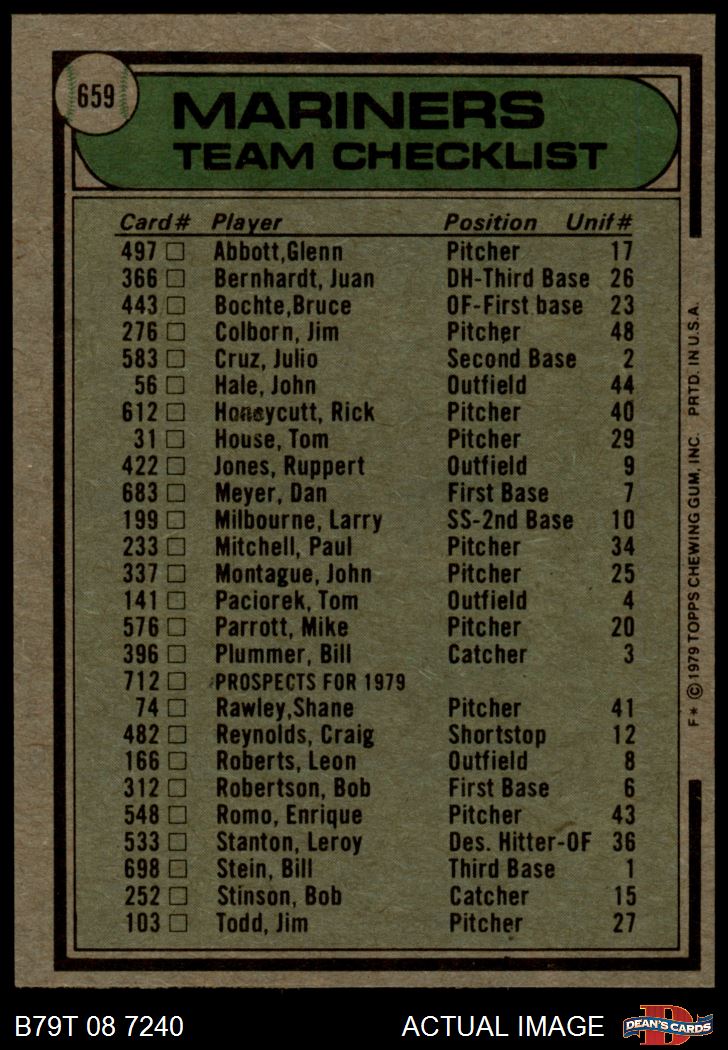 659
MARINERS
TEAM CHECKLIST
Card# Player Position Unif#
497 □ Abbott,Glenn Pitcher 17
366 □ Bernhardt, Juan DH-Third Base 26
443 □ Bochte,Bruce OF-First base 23
276 □ Colborn, Jim Pitcher 48
583 □ Cruz, Julio Second Base 2
56 □ Hale, John Outfield 44
612 □ Honeycutt, Rick Pitcher 40
31 □ House, Tom Pitcher 29
422 □ Jones, Ruppert Outfield 9
683 □ Meyer, Dan First Base 7
199 □ Milbourne, Larry SS-2nd Base 10
233 □ Mitchell, Paul Pitcher 34
337 □ Montague, John Pitcher 25
141 □ Paciorek, Tom Outfield 4
576 □ Parrott, Mike Pitcher 20
396 □ Plummer, Bill Catcher 3
712 □ PROSPECTS FOR 1979
74 □ Rawley,Shane Pitcher 41
482 □ Reynolds, Craig Shortstop 12
166 □ Roberts, Leon Outfield 8
312 □ Robertson, Bob First Base 6
548 □ Romo, Enrique Pitcher 43
533 □ Stanton, Leroy Des. Hitter-OF 36
698 □ Stein, Bill Third Base 1
252 □ Stinson, Bob Catcher 15
103 □ Todd, Jim Pitcher 27
F* © 1979 TOPPS CHEWING GUM, INC. PRTD. IN U.S.A.
B79T 08 7240 ACTUAL IMAGE D DEAN'S CARDS